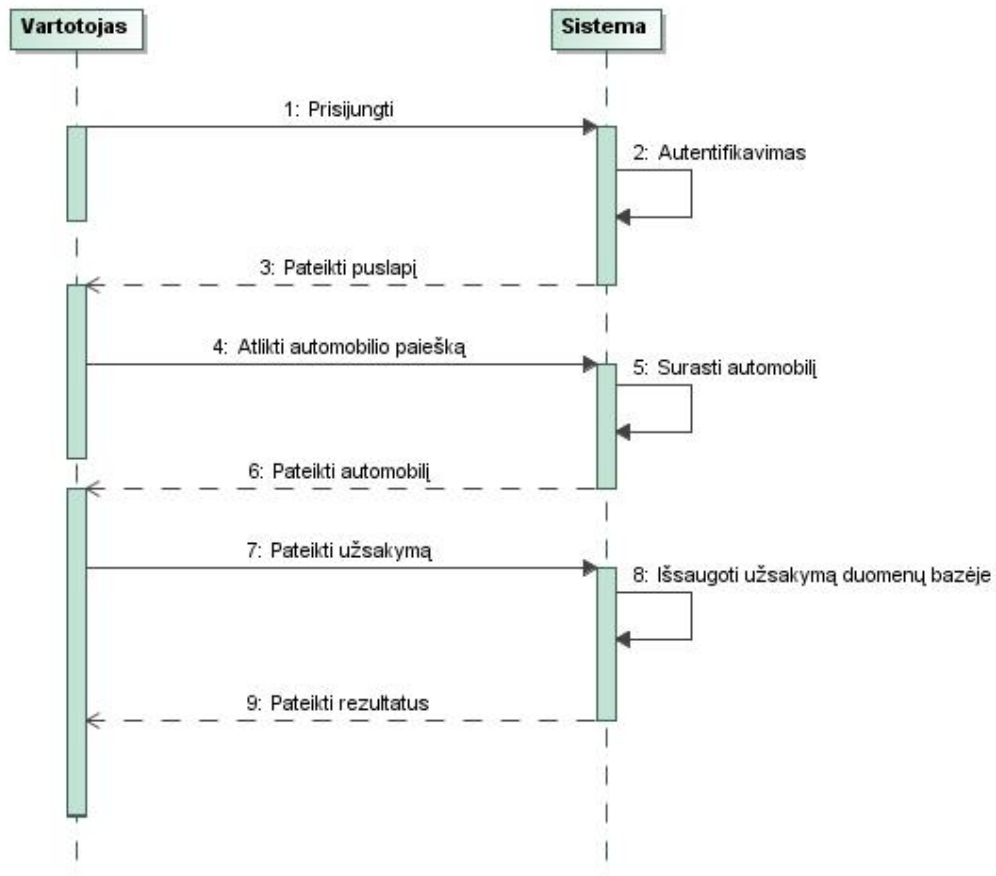 Vartotojas
Sistema
1: Prisijungti
2: Autentifikavimas
3: Pateikti puslapį
4: Atlikti automobilio paiešką
5: Surasti automobilį
6: Pateikti automobilį
7: Pateikti užsakymą
8: Išsaugoti užsakymą duomenų bazėje
9: Pateikti rezultatus